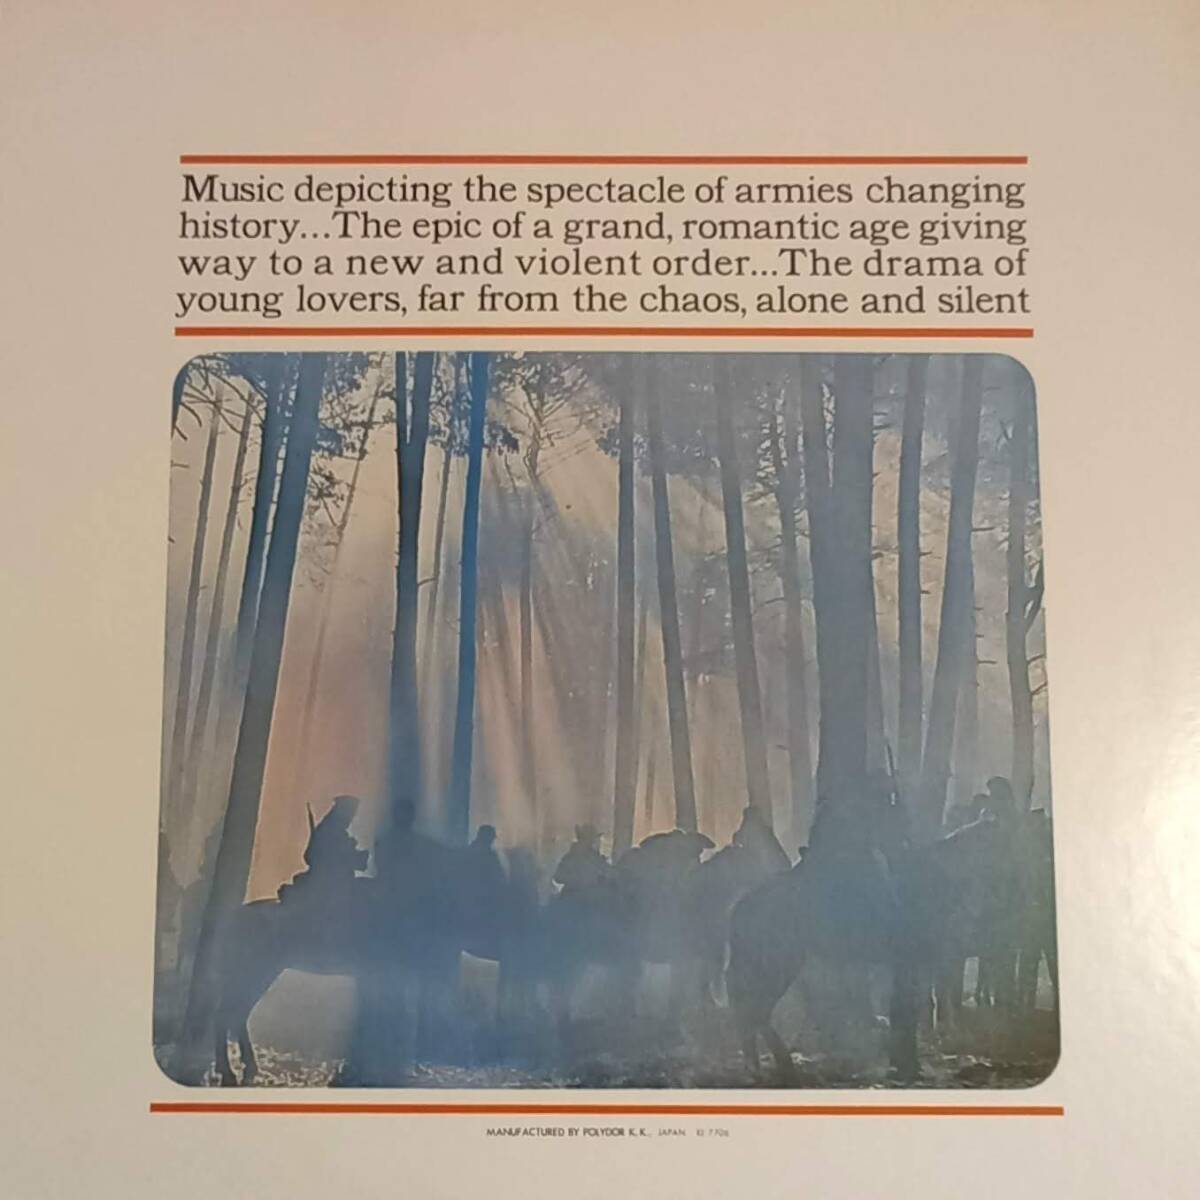 Music depicting the spectacle of armies changing
history...The epic of a grand, romantic age giving
way to a new and violent order...The drama of
young lovers, far from the chaos, alone and silent
MANUFACTURED BY POLYDOR K.K., JAPAN